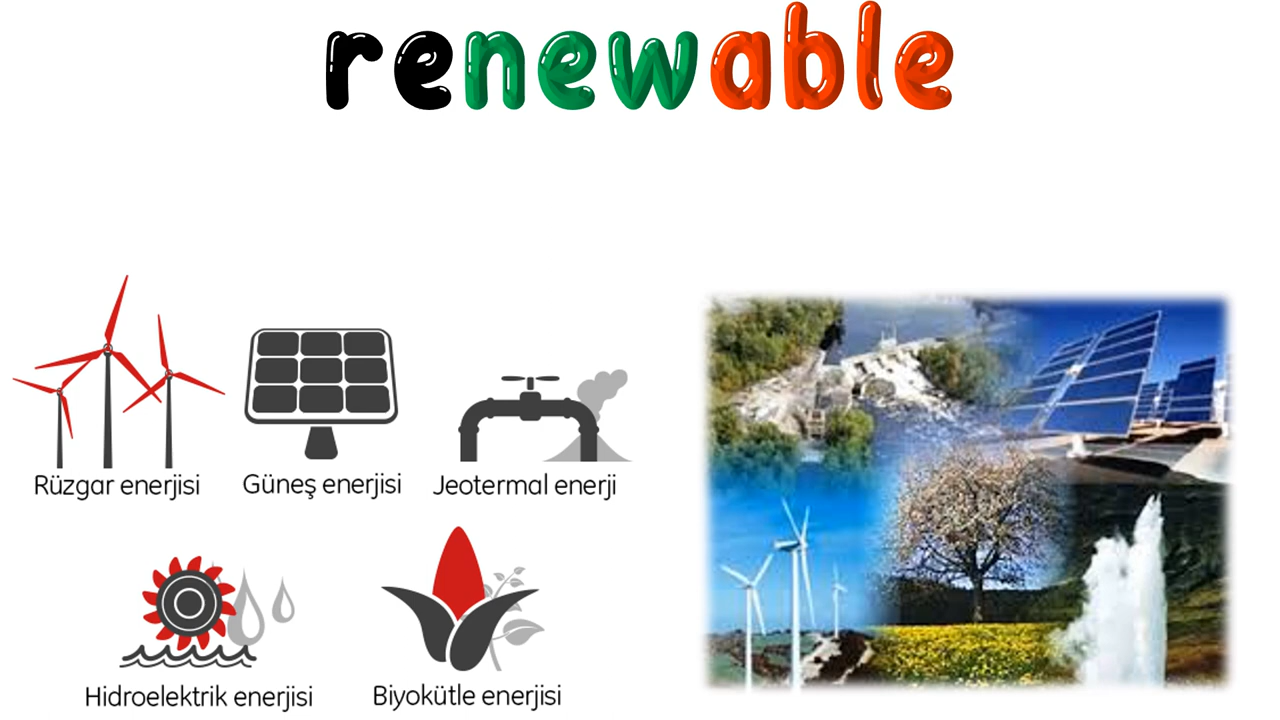 renewable
Rüzgar enerjisi
Güneş enerjisi
Jeotermal enerji
Hidroelektrik enerjisi
Biyokütle enerjisi